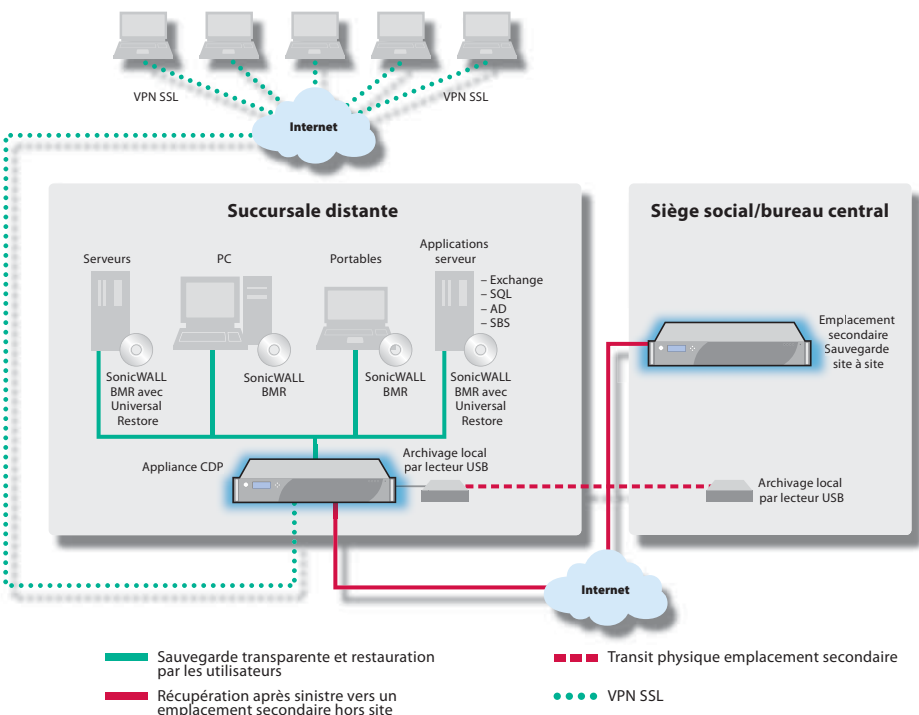 VPN SSL
VPN SSL
Internet
Succursale distante
Serveurs
PC
Portables
Applications
serveur
– Exchange
– SQL
– AD
– SBS
SonicWALL
BMR avec
Universal
Restore
SonicWALL
BMR
SonicWALL
BMR
SonicWALL
BMR avec
Universal
Restore
Appliance CDP
Archivage local
par lecteur USB
Siège social/bureau central
Emplacement
secondaire
Sauvegarde
site à site
Archivage local
par lecteur USB
Internet
Sauvegarde transparente et restauration
par les utilisateurs
Récupération après sinistre vers un
emplacement secondaire hors site
Transit physique emplacement secondaire
VPN SSL